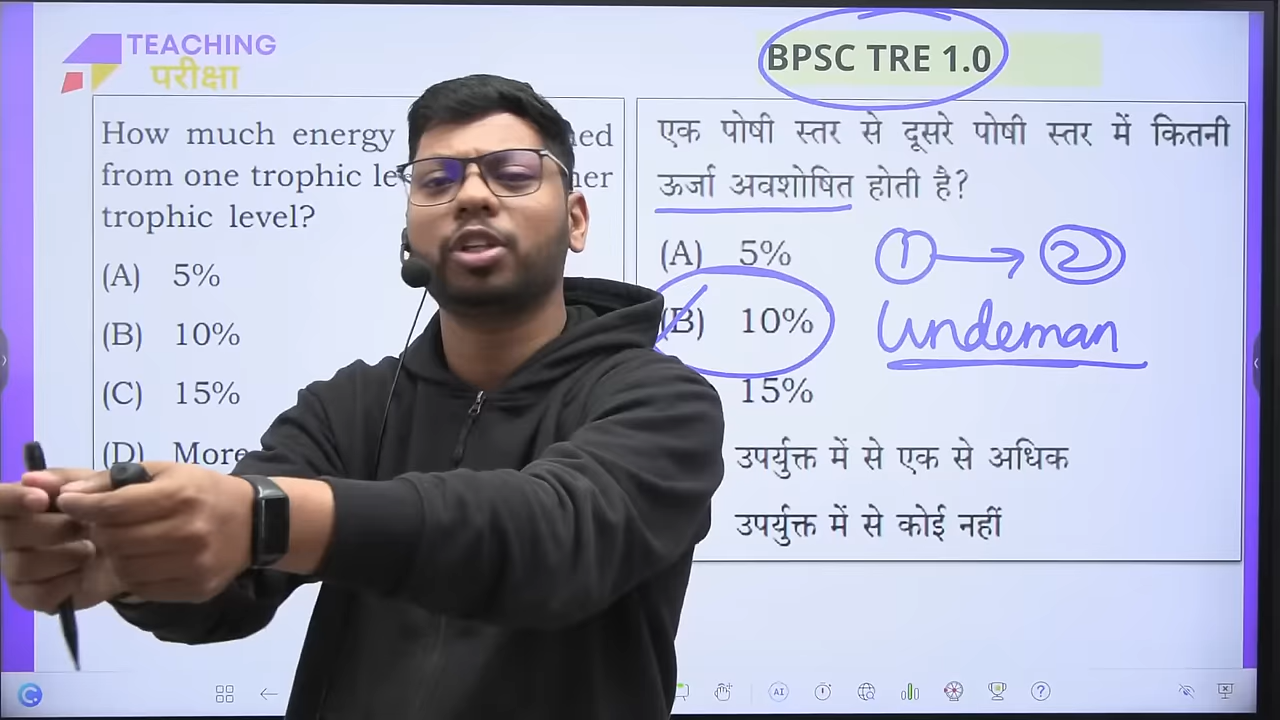 TEACHING
परीक्षा
BPSC TRE 1.0
How much energy
from one trophic
trophic level?
(A) 5%
(B) 10%
(C) 15%
(D) More
एक पोषी स्तर से दूसरे पोषी स्तर में कितनी
ऊर्जा अवशोषित होती है?
(A) 5%
(B) 10%
15%
उपर्युक्त में से एक से अधिक
उपर्युक्त में से कोई नहीं
1 → 2
Lindeman
AI